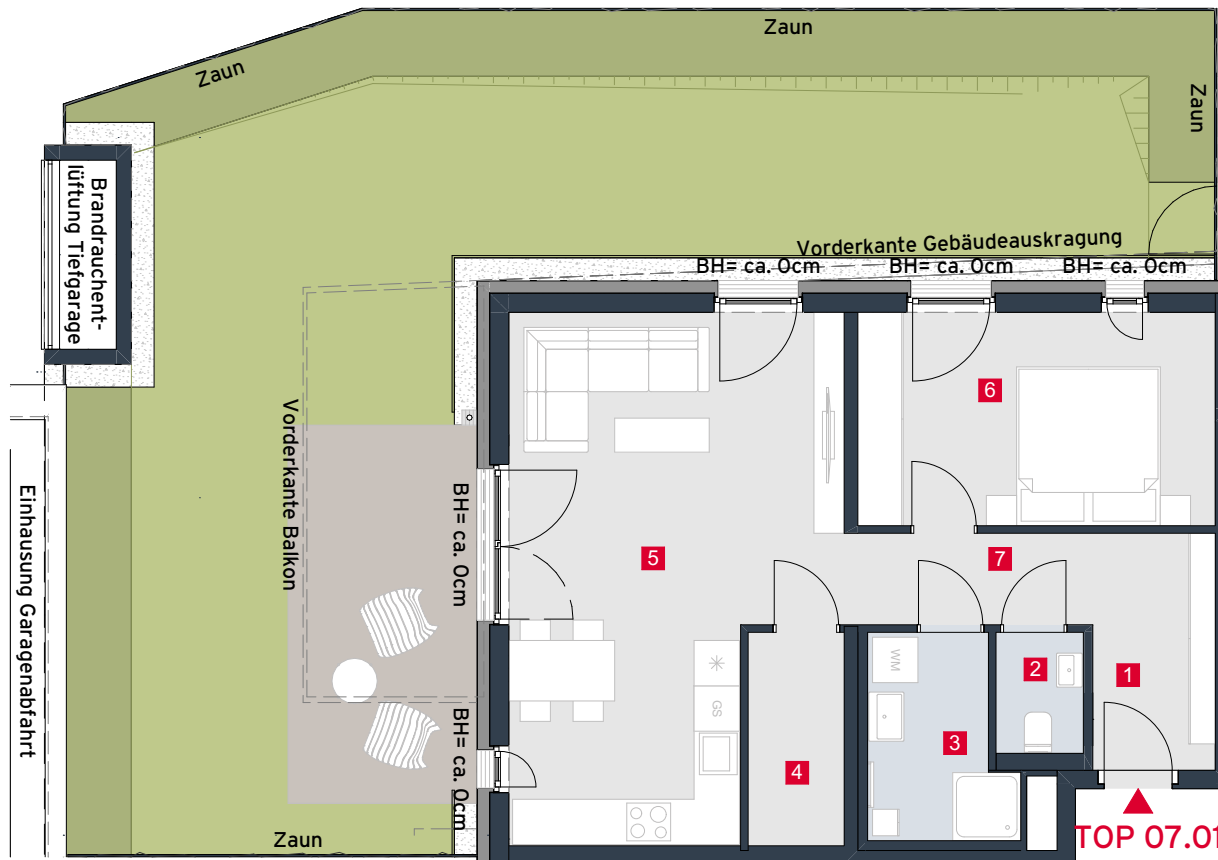 Zaun
Zaun
Zaun
Brandrauchent-
lüftung Tiefgarage
Vorderkante Gebäudeauskragung
BH= ca. 0cm
BH= ca. 0cm
BH= ca. 0cm
6
Vorderkante Balkon
BH= ca. 0cm
5
7
Einhausung Garagenabfahrt
WM
2
1
GS
3
BH= ca. 0cm
4
Zaun
TOP 07.01